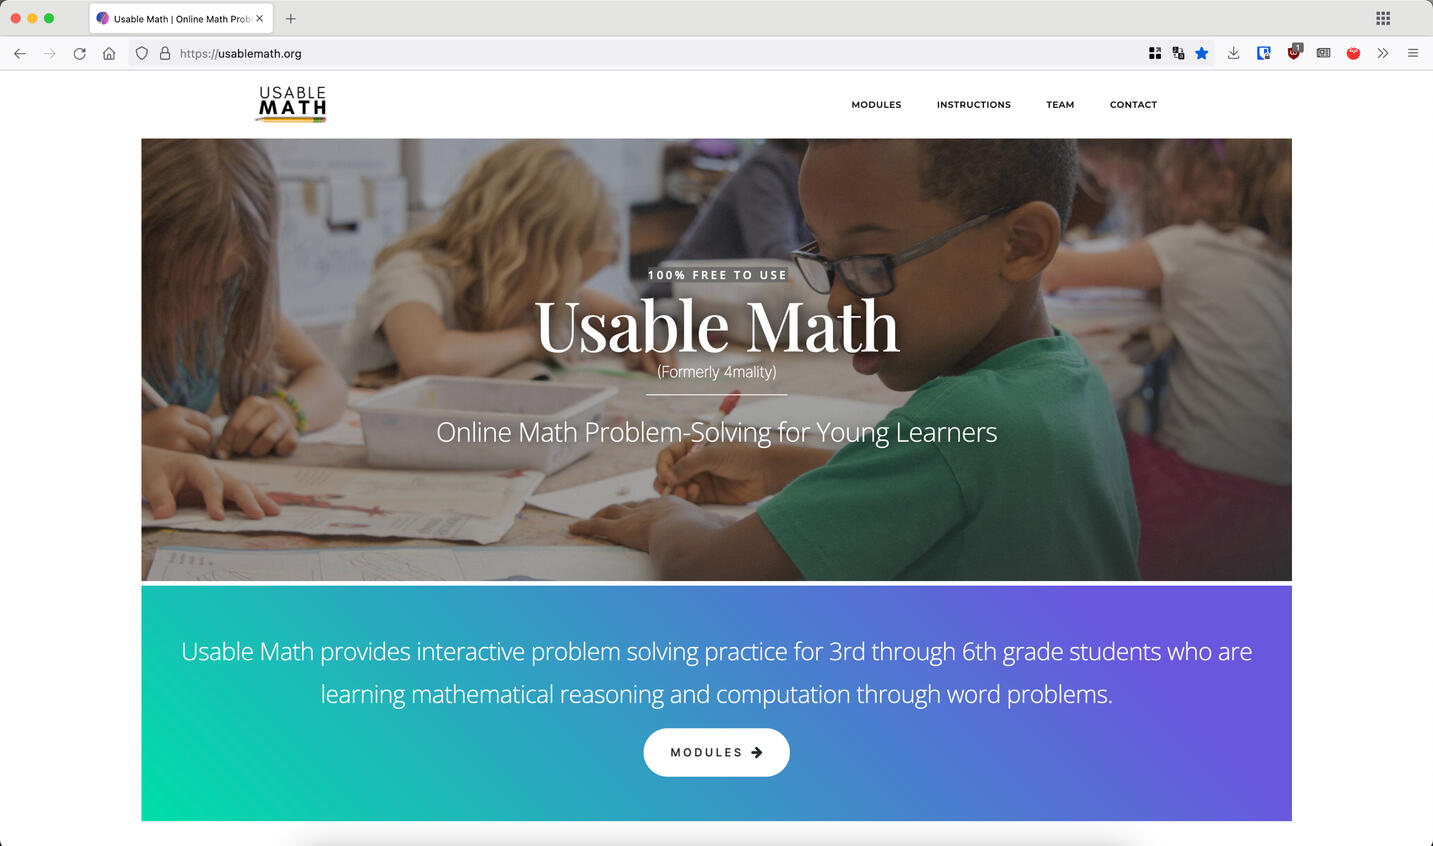 Usable Math | Online Math Prob
https://usablemath.org
1
USABLE
MATH
MODULES
INSTRUCTIONS
TEAM
CONTACT
100% FREE TO USE
Usable Math
(Formerly 4mality)
Online Math Problem-Solving for Young Learners
Usable Math provides interactive problem solving practice for 3rd through 6th grade students who are
learning mathematical reasoning and computation through word problems.
MODULES